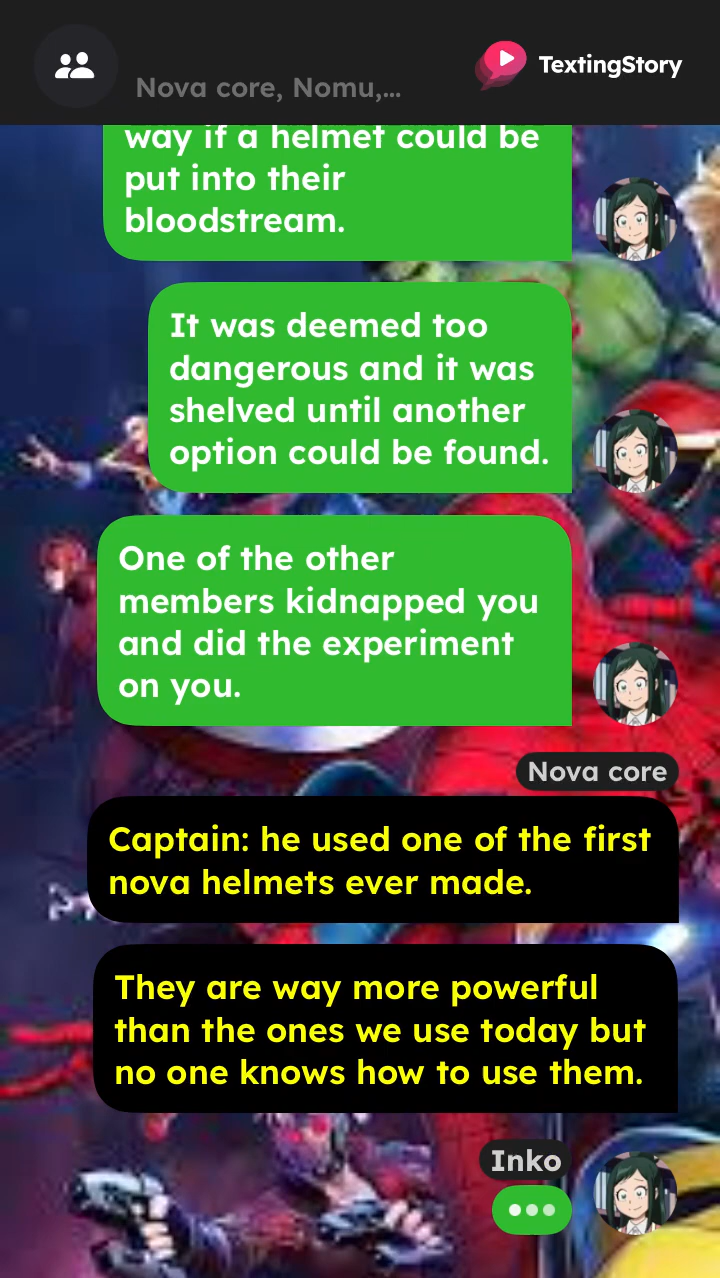 Nova core, Nomu,...
TextingStory
way if a helmet could be
put into their
bloodstream.
It was deemed too
dangerous and it was
shelved until another
option could be found.
One of the other
members kidnapped you
and did the experiment
on you.
Nova core
Captain: he used one of the first
nova helmets ever made.
They are way more powerful
than the ones we use today but
no one knows how to use them.
Inko